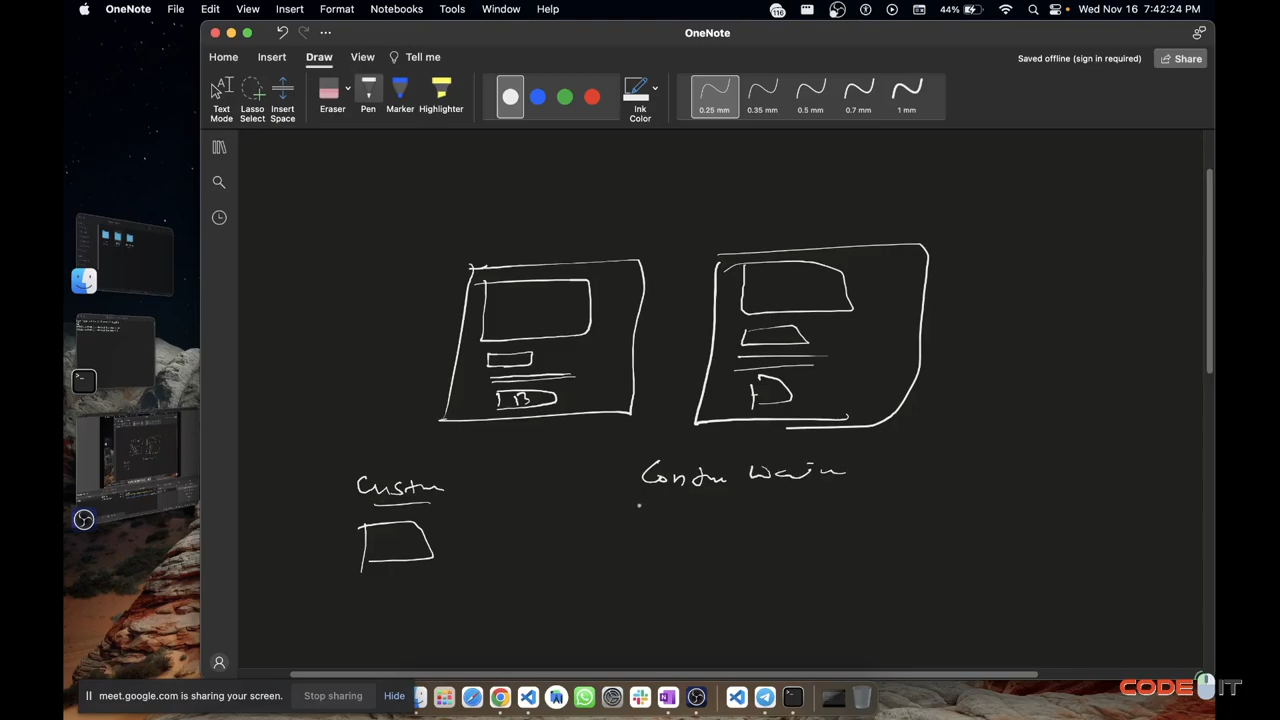 OneNote File Edit View Insert Format Notebooks Tools Window Help 116 44% Wed Nov 16 7:42:24 PM
OneNote
Home Insert Draw View Tell me Saved offline (sign in required) Share
Text Mode Lasso Select Insert Space Eraser Pen Marker Highlighter Ink Color 0.25 mm 0.35 mm 0.5 mm 0.7 mm 1 mm
B
meet.google.com is sharing your screen. Stop sharing Hide
CODE IT